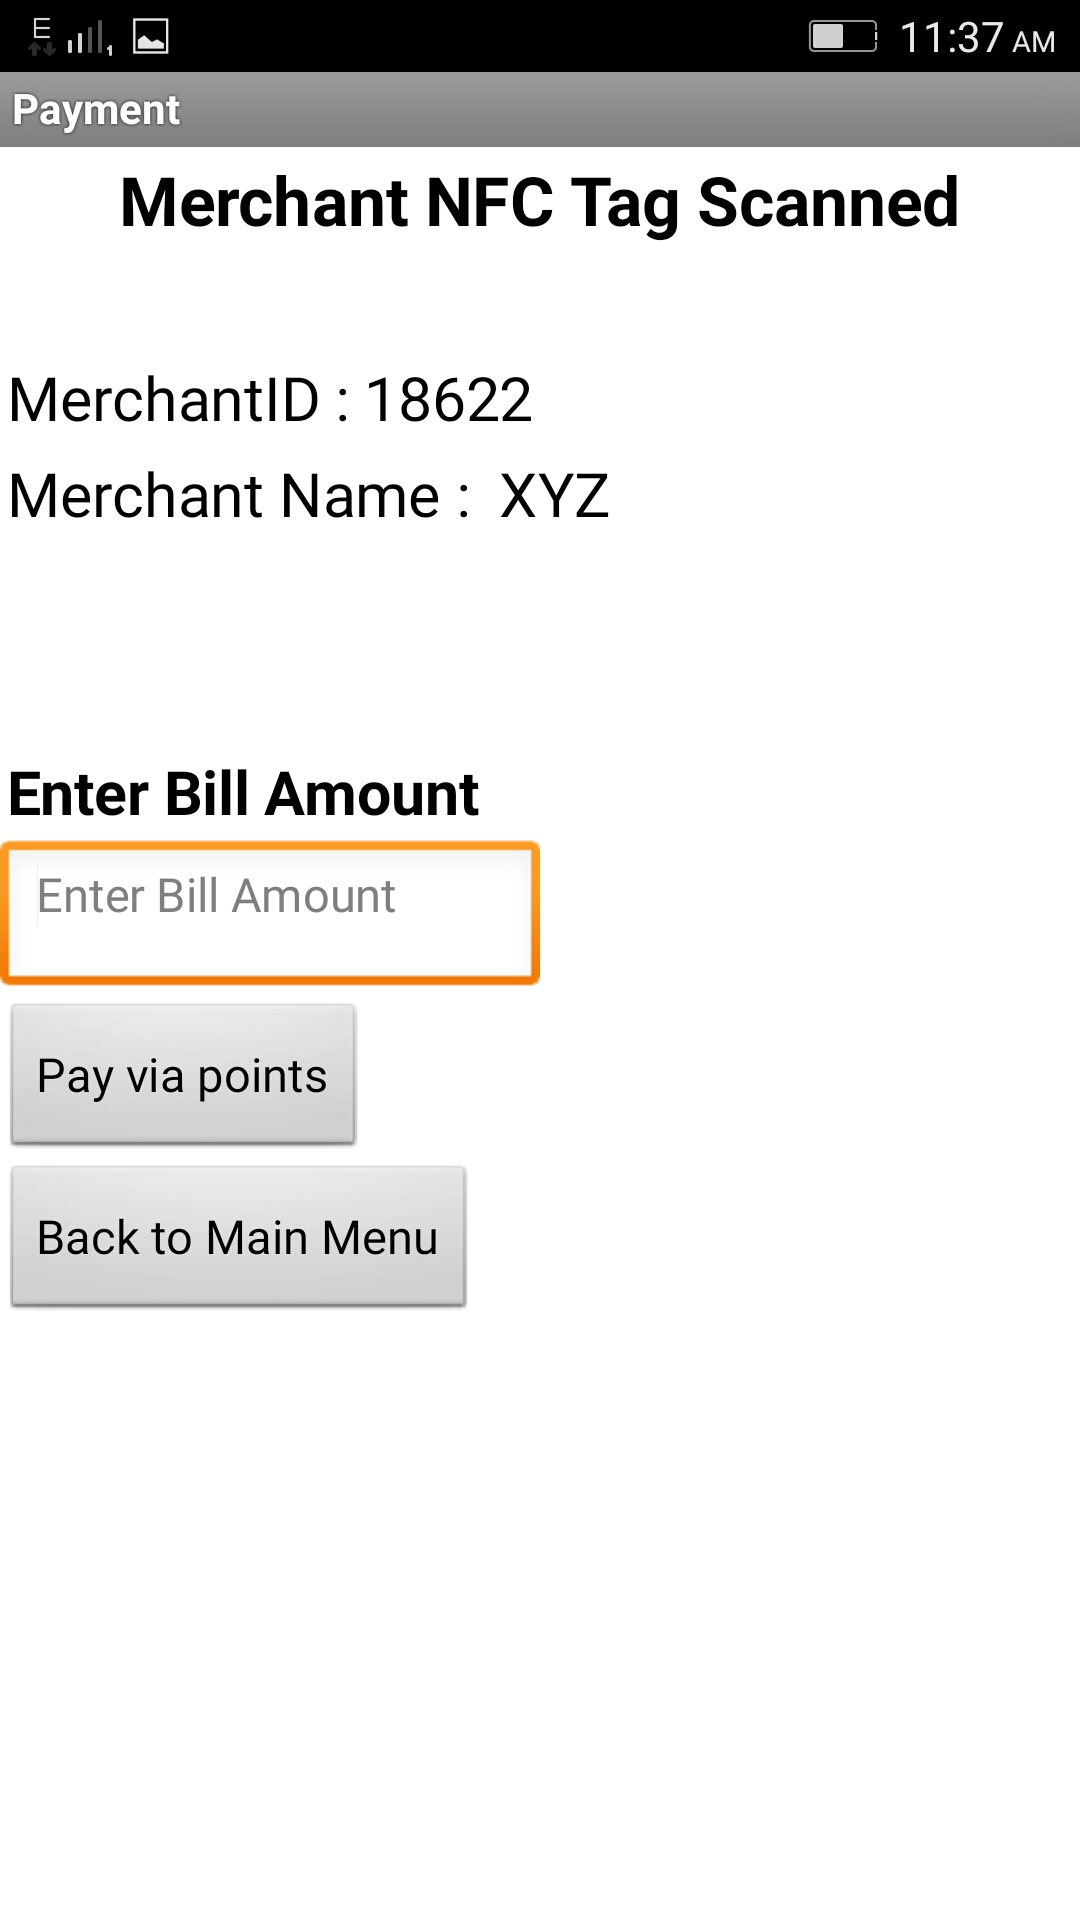 E 1 11:37 AM
Payment
Merchant NFC Tag Scanned
MerchantID : 18622
Merchant Name :  XYZ
Enter Bill Amount
Enter Bill Amount
Pay via points
Back to Main Menu